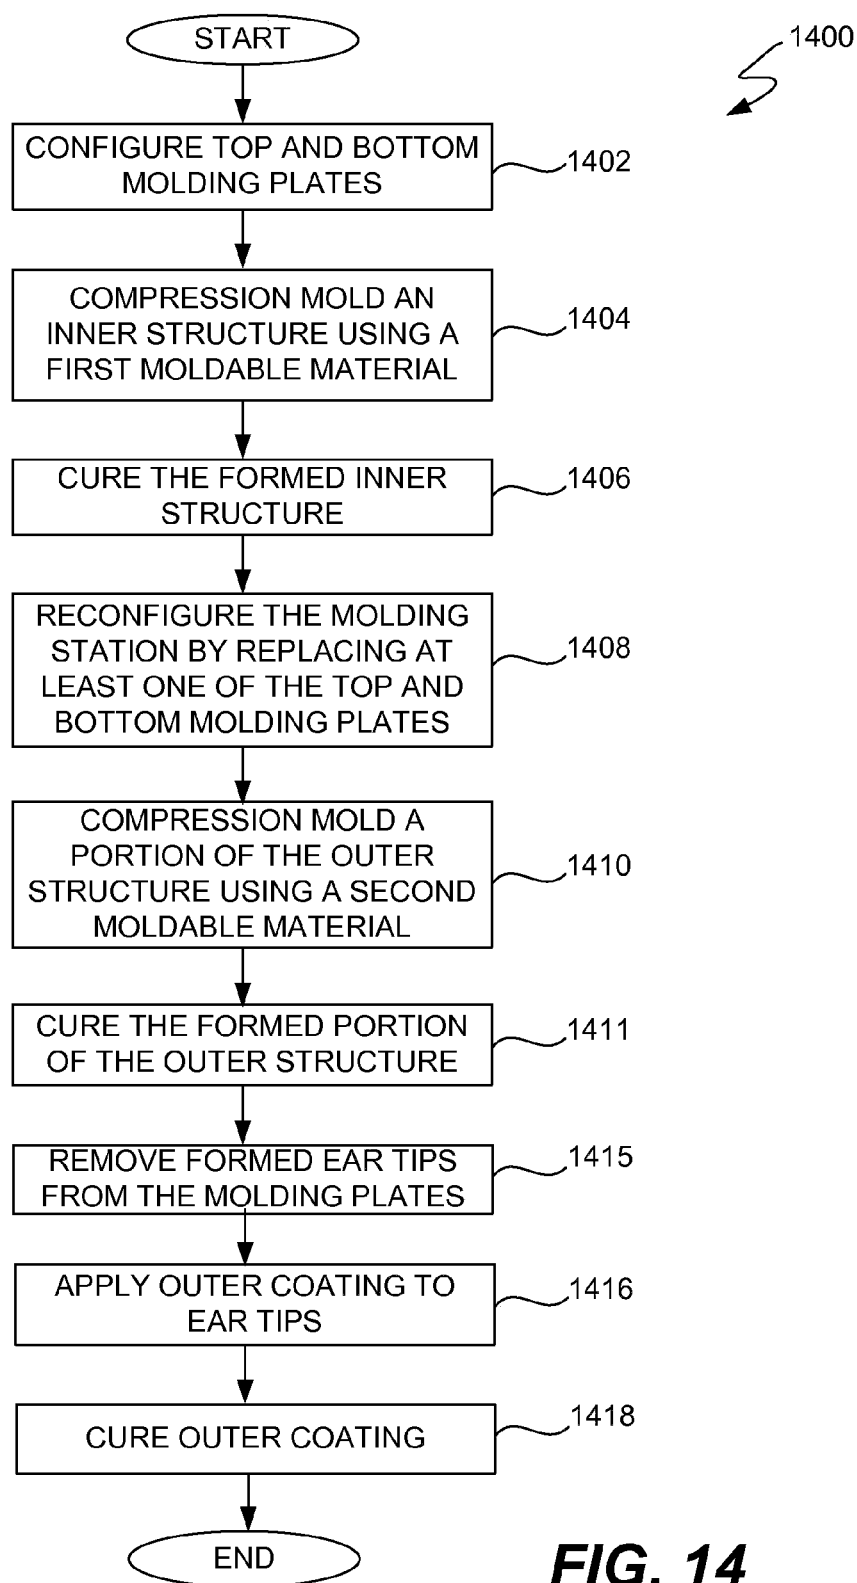 START
1400
CONFIGURE TOP AND BOTTOM
MOLDING PLATES
1402
COMPRESSION MOLD AN
INNER STRUCTURE USING A
FIRST MOLDABLE MATERIAL
1404
CURE THE FORMED INNER
STRUCTURE
1406
RECONFIGURE THE MOLDING
STATION BY REPLACING AT
LEAST ONE OF THE TOP AND
BOTTOM MOLDING PLATES
1408
COMPRESSION MOLD A
PORTION OF THE OUTER
STRUCTURE USING A SECOND
MOLDABLE MATERIAL
1410
CURE THE FORMED PORTION
OF THE OUTER STRUCTURE
1411
REMOVE FORMED EAR TIPS
FROM THE MOLDING PLATES
1415
APPLY OUTER COATING TO
EAR TIPS
1416
CURE OUTER COATING
1418
END
FIG. 14